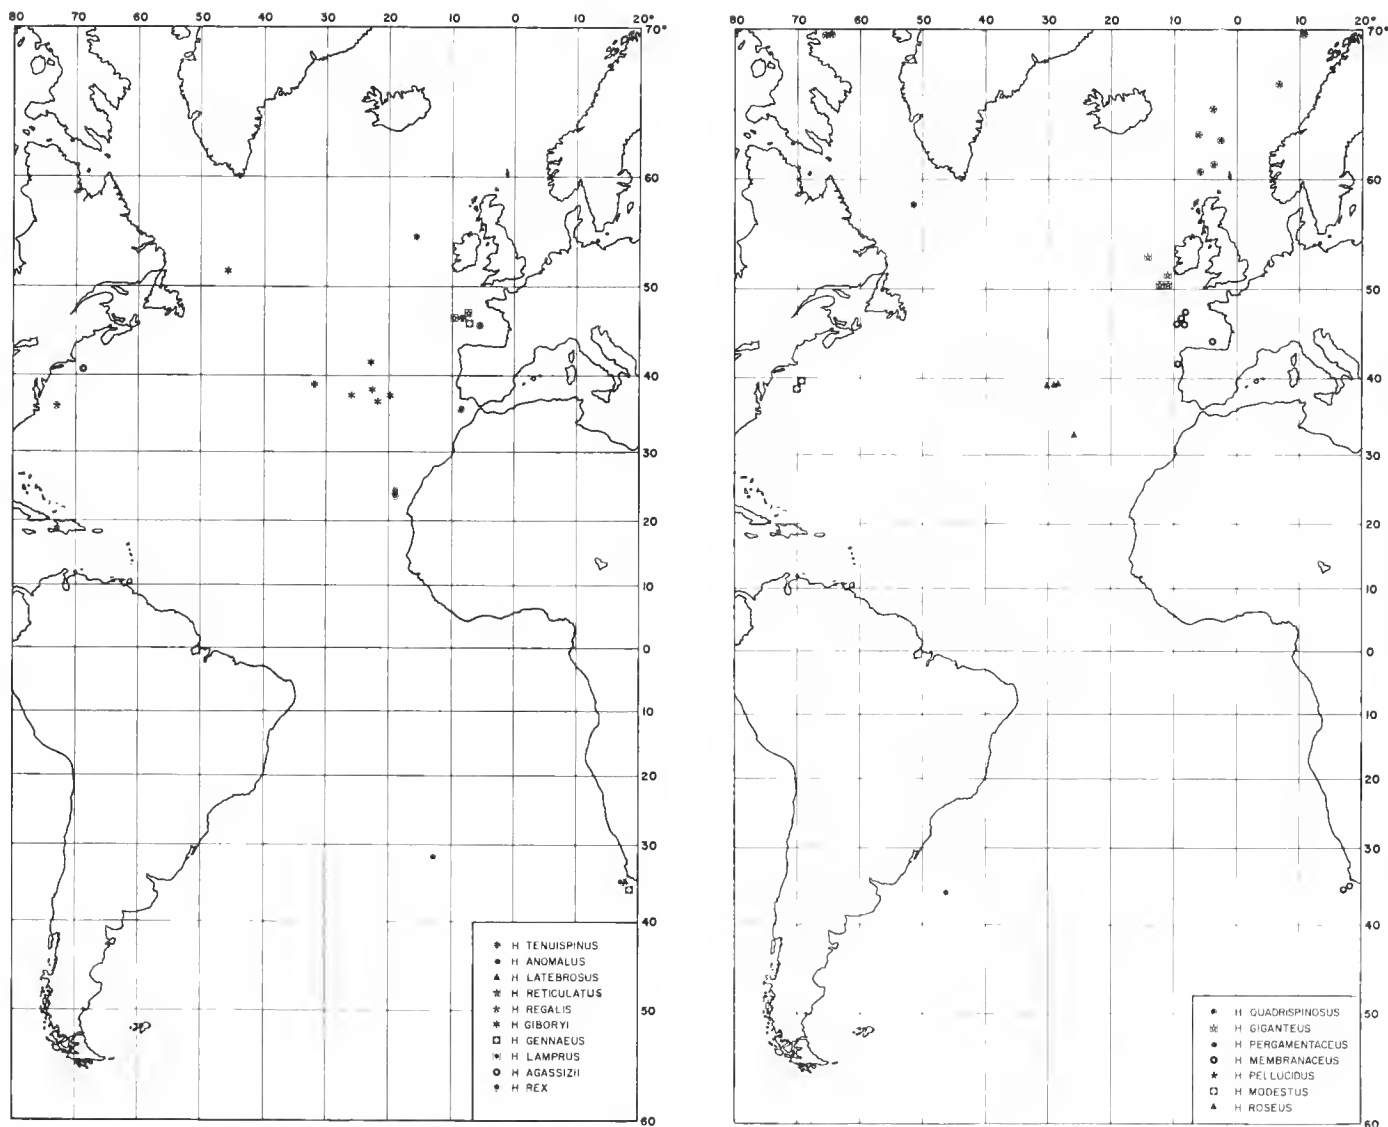 80 70 60 50 40 30 20 10 0 10 20°
70°
60
50
40
30
20
10
0
10
20
30
40
50
60
H TENUISPINUS
H ANOMALUS
H LATEBROSUS
H RETICULATUS
H REGALIS
H GIBORYI
H GENNAEUS
H LAMPRUS
H AGASSIZII
H REX
80 70 60 50 40 30 20 10 0 10 20°
70°
60
50
40
30
20
10
0
10
20
30
40
50
60
H QUADRISPINOSUS
H GIGANTEUS
H PERGAMENTACEUS
H MEMBRANACEUS
H PELLUCIDUS
H MODESTUS
H ROSEUS